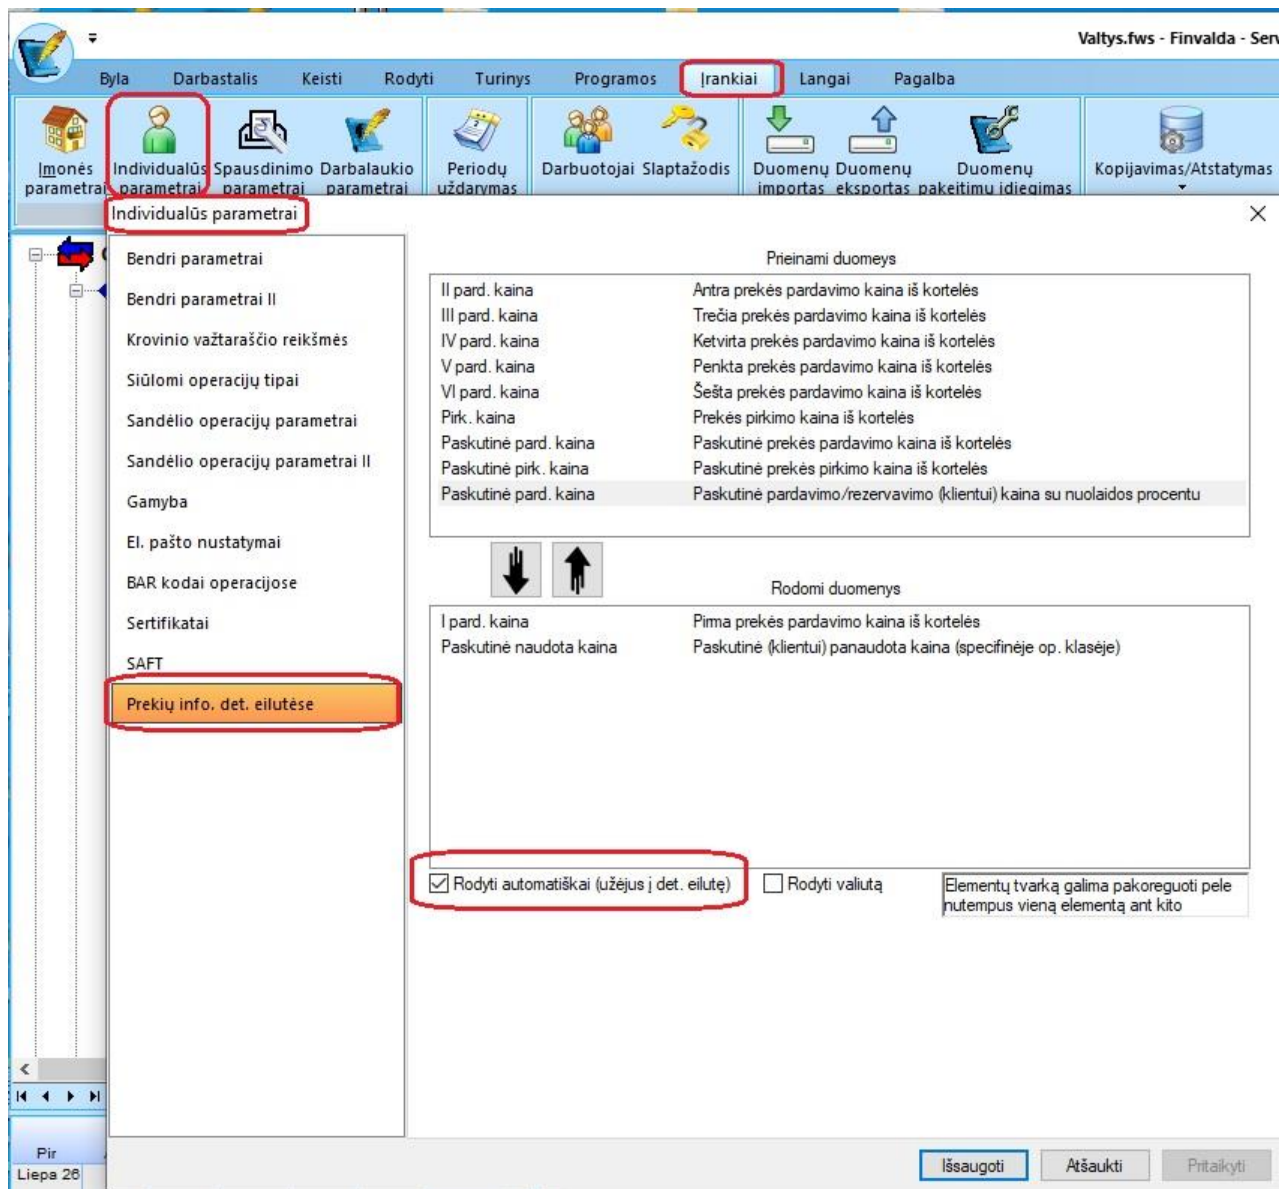 Valtys.fws - Finvalda - Ser
Byla Darbastalis Keisti Rodyti Turinys Programos Įrankiai Langai Pagalba
Įmonės parametrai
Individualūs parametrai
Spausdinimo parametrai
Darbalaukio parametrai
Periodų uždarymas
Darbuotojai
Slaptažodis
Duomenų importas
Duomenų eksportas
Duomenų pakeitimų įdiegimas
Kopijavimas/Atstatymas
Individualūs parametrai
Bendri parametrai
Bendri parametrai II
Krovinio važtaraščio reikšmės
Siūlomi operacijų tipai
Sandėlio operacijų parametrai
Sandėlio operacijų parametrai II
Gamyba
El. pašto nustatymai
BAR kodai operacijose
Sertifikatai
SAFT
Prekių info. det. eilutėse
Prieinami duomeys
II pard. kaina Antra prekės pardavimo kaina iš kortelės
III pard. kaina Trečia prekės pardavimo kaina iš kortelės
IV pard. kaina Ketvirta prekės pardavimo kaina iš kortelės
V pard. kaina Penkta prekės pardavimo kaina iš kortelės
VI pard. kaina Šešta prekės pardavimo kaina iš kortelės
Pirk. kaina Prekės pirkimo kaina iš kortelės
Paskutinė pard. kaina Paskutinė prekės pardavimo kaina iš kortelės
Paskutinė pirk. kaina Paskutinė prekės pirkimo kaina iš kortelės
Paskutinė pard. kaina Paskutinė pardavimo/rezervavimo (klientui) kaina su nuolaidos procentu
Rodomi duomenys
I pard. kaina Pirma prekės pardavimo kaina iš kortelės
Paskutinė naudota kaina Paskutinė (klientui) panaudota kaina (specifinėje op. klasėje)
Rodyti automatiškai (užėjus į det. eilutę) Rodyti valiutą
Elementų tvarką galima pakoreguoti pele
nutempus vieną elementą ant kito
Pir
Liepa 26
Išsaugoti Atšaukti Pritaikyti